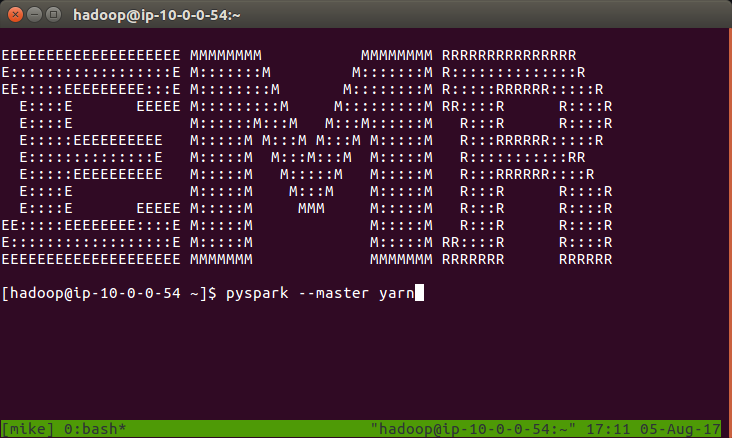 hadoop@ip-10-0-0-54:~
EEEEEEEEEEEEEEEEEEEE MMMMMMMM           MMMMMMMM RRRRRRRRRRRRRRR
E::::::::::::::::::E M:::::::M         M:::::::M R::::::::::::::R
EE:::::EEEEEEEEE:::E M::::::::M       M::::::::M R:::::RRRRRR:::::R
  E::::E       EEEEE M:::::::::M     M:::::::::M RR::::R      R::::R
  E::::E             M::::::M:::M   M:::M::::::M   R:::R      R::::R
  E:::::EEEEEEEEEE   M:::::M M:::M M:::M M:::::M   R:::RRRRRR:::::R
  E::::::::::::::E   M:::::M  M:::M:::M  M:::::M   R:::::::::::RR
  E:::::EEEEEEEEEE   M:::::M   M:::::M   M:::::M   R:::RRRRRR::::R
  E::::E             M:::::M    M:::M    M:::::M   R:::R      R::::R
  E::::E       EEEEE M:::::M     MMM     M:::::M   R:::R      R::::R
EE:::::EEEEEEEE::::E M:::::M             M:::::M   R:::R      R::::R
E::::::::::::::::::E M:::::M             M:::::M RR::::R      R::::R
EEEEEEEEEEEEEEEEEEEE MMMMMMM             MMMMMMM RRRRRRR      RRRRRR
[hadoop@ip-10-0-0-54 ~]$ pyspark --master yarn
[mike] 0:bash* "hadoop@ip-10-0-0-54:~" 17:11 05-Aug-17